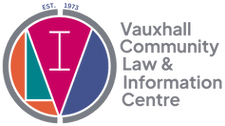 EST. 1973
Vauxhall
Community
Law &
Information
Centre